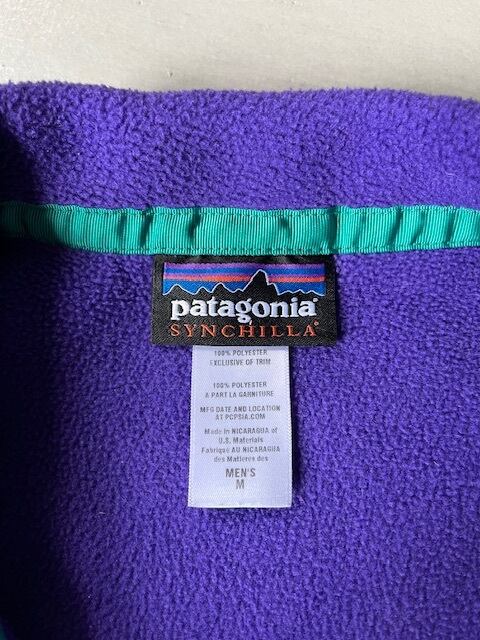 patagonia®
SYNCHILLA®
100% POLYESTER
EXCLUSIVE OF TRIM
100% POLYESTER
A PART LA GARNITURE
MFG DATE AND LOCATION
AT PCPSIA.COM
Made in NICARAGUA of
U.S. Materials
Fabriqué AU NICARAGUA
des Matieres des
MEN'S
M